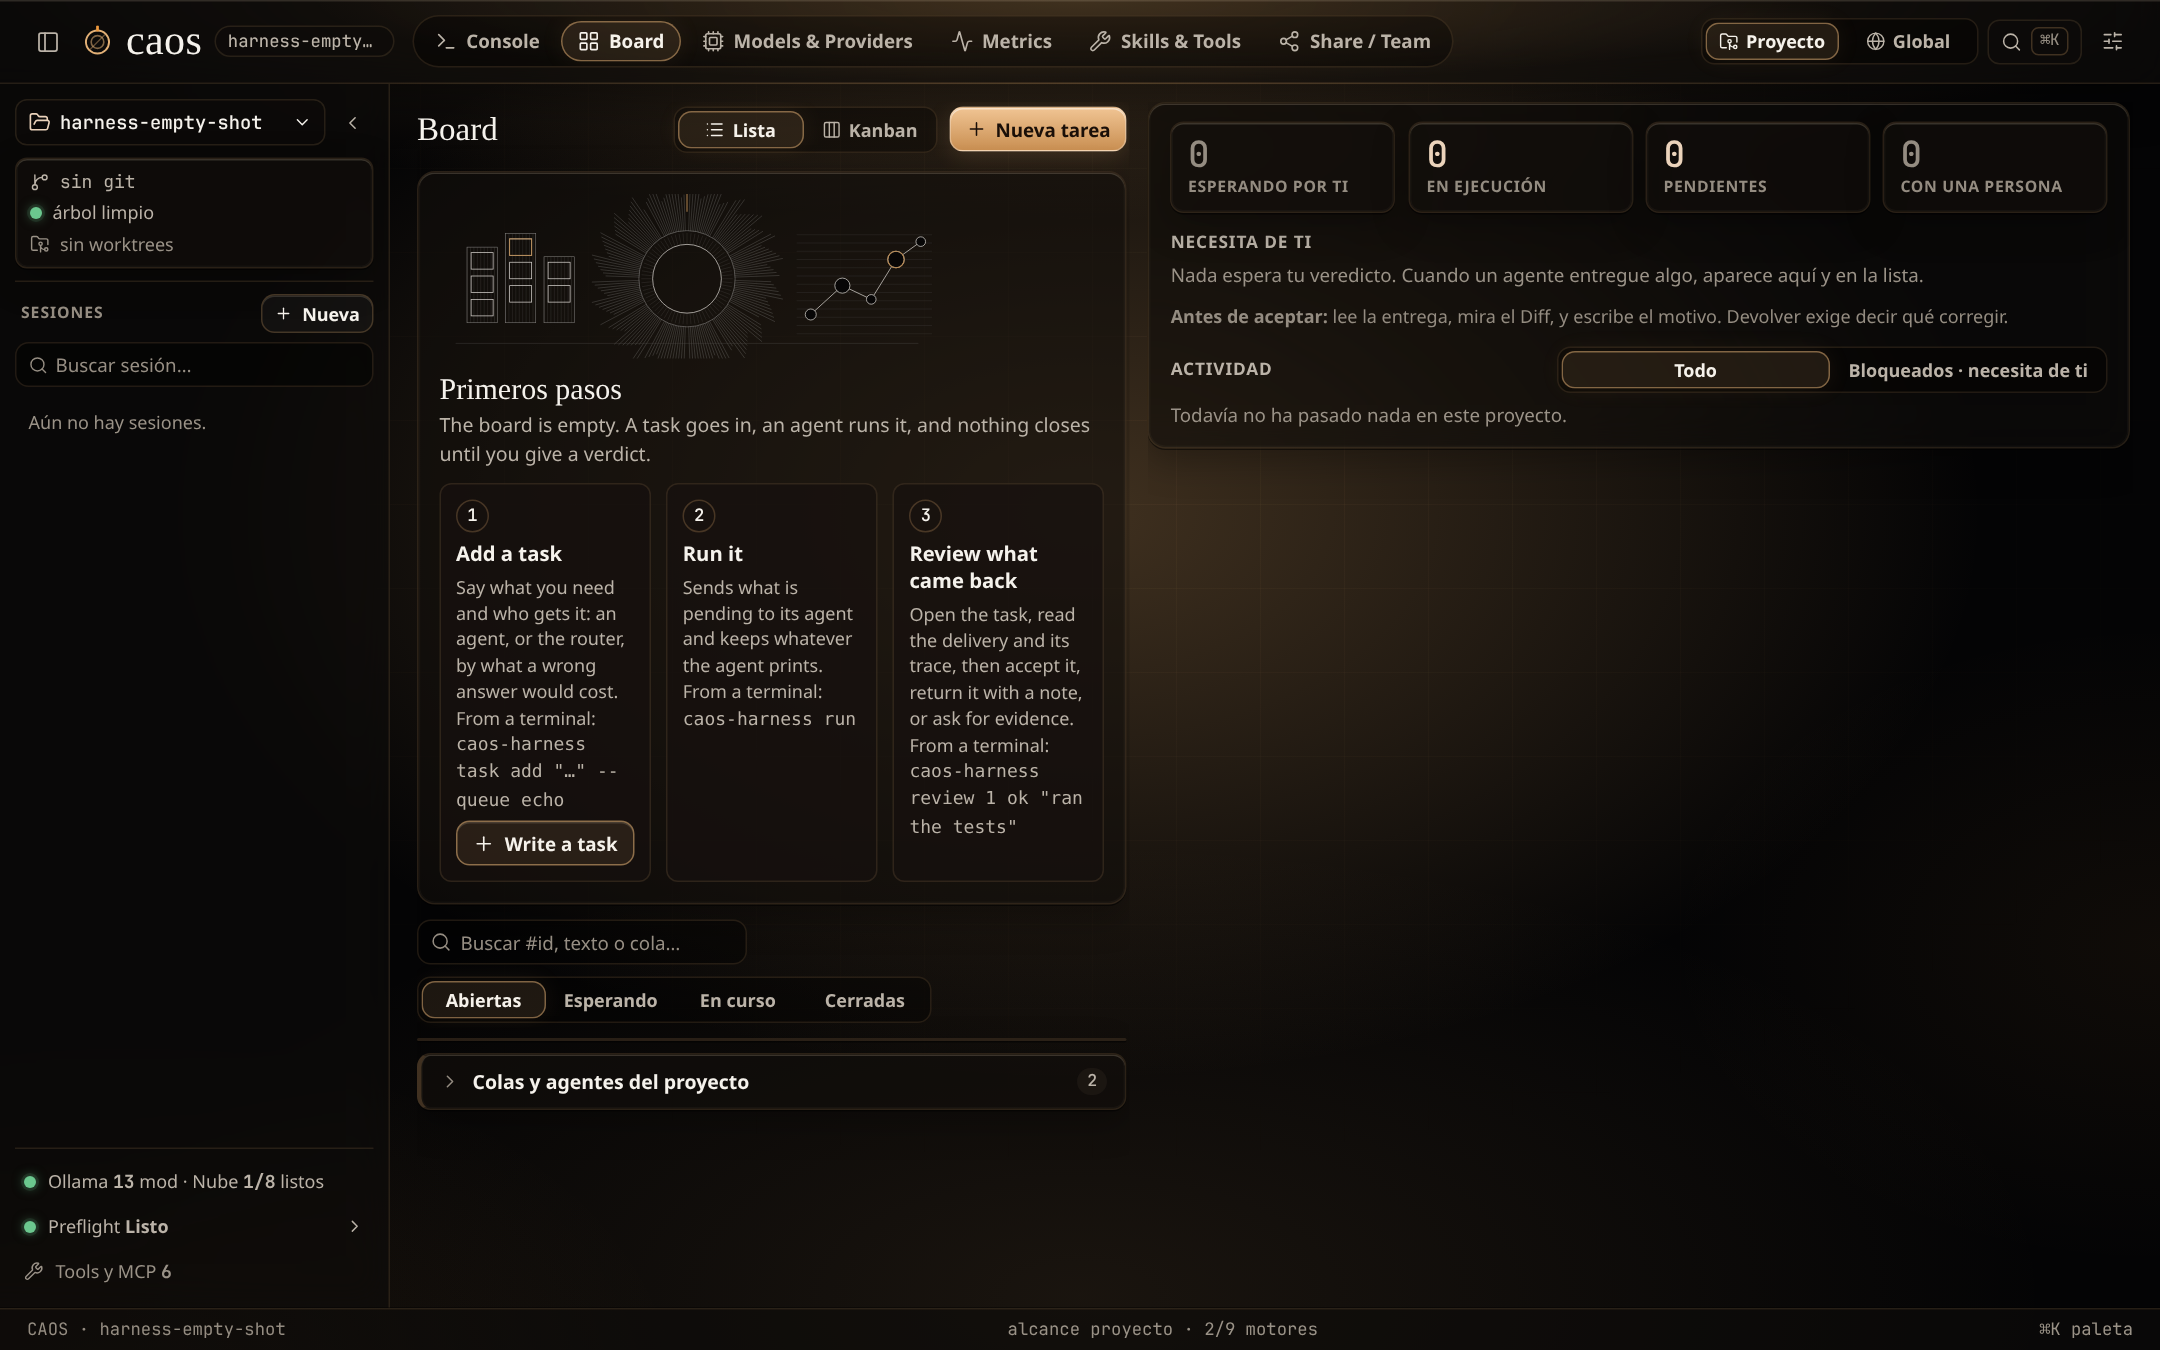 caos
harness-empty…
Console
Board
Models & Providers
Metrics
Skills & Tools
Share / Team
Proyecto
Global
⌘K
harness-empty-shot
sin git
árbol limpio
sin worktrees
SESIONES
+ Nueva
Buscar sesión…
Aún no hay sesiones.
Ollama 13 mod · Nube 1/8 listos
Preflight Listo
Tools y MCP 6
Board
Lista
Kanban
+ Nueva tarea
Primeros pasos
The board is empty. A task goes in, an agent runs it, and nothing closes
until you give a verdict.
1
Add a task
Say what you need
and who gets it: an
agent, or the router,
by what a wrong
answer would cost.
From a terminal:
caos-harness
task add "…" --
queue echo
+ Write a task
2
Run it
Sends what is
pending to its agent
and keeps whatever
the agent prints.
From a terminal:
caos-harness run
3
Review what
came back
Open the task, read
the delivery and its
trace, then accept it,
return it with a note,
or ask for evidence.
From a terminal:
caos-harness
review 1 ok "ran
the tests"
Buscar #id, texto o cola…
Abiertas
Esperando
En curso
Cerradas
Colas y agentes del proyecto
2
0
ESPERANDO POR TI
0
EN EJECUCIÓN
0
PENDIENTES
0
CON UNA PERSONA
NECESITA DE TI
Nada espera tu veredicto. Cuando un agente entregue algo, aparece aquí y en la lista.
Antes de aceptar: lee la entrega, mira el Diff, y escribe el motivo. Devolver exige decir qué corregir.
ACTIVIDAD
Todo
Bloqueados · necesita de ti
Todavía no ha pasado nada en este proyecto.
CAOS · harness-empty-shot
alcance proyecto · 2/9 motores
⌘K paleta